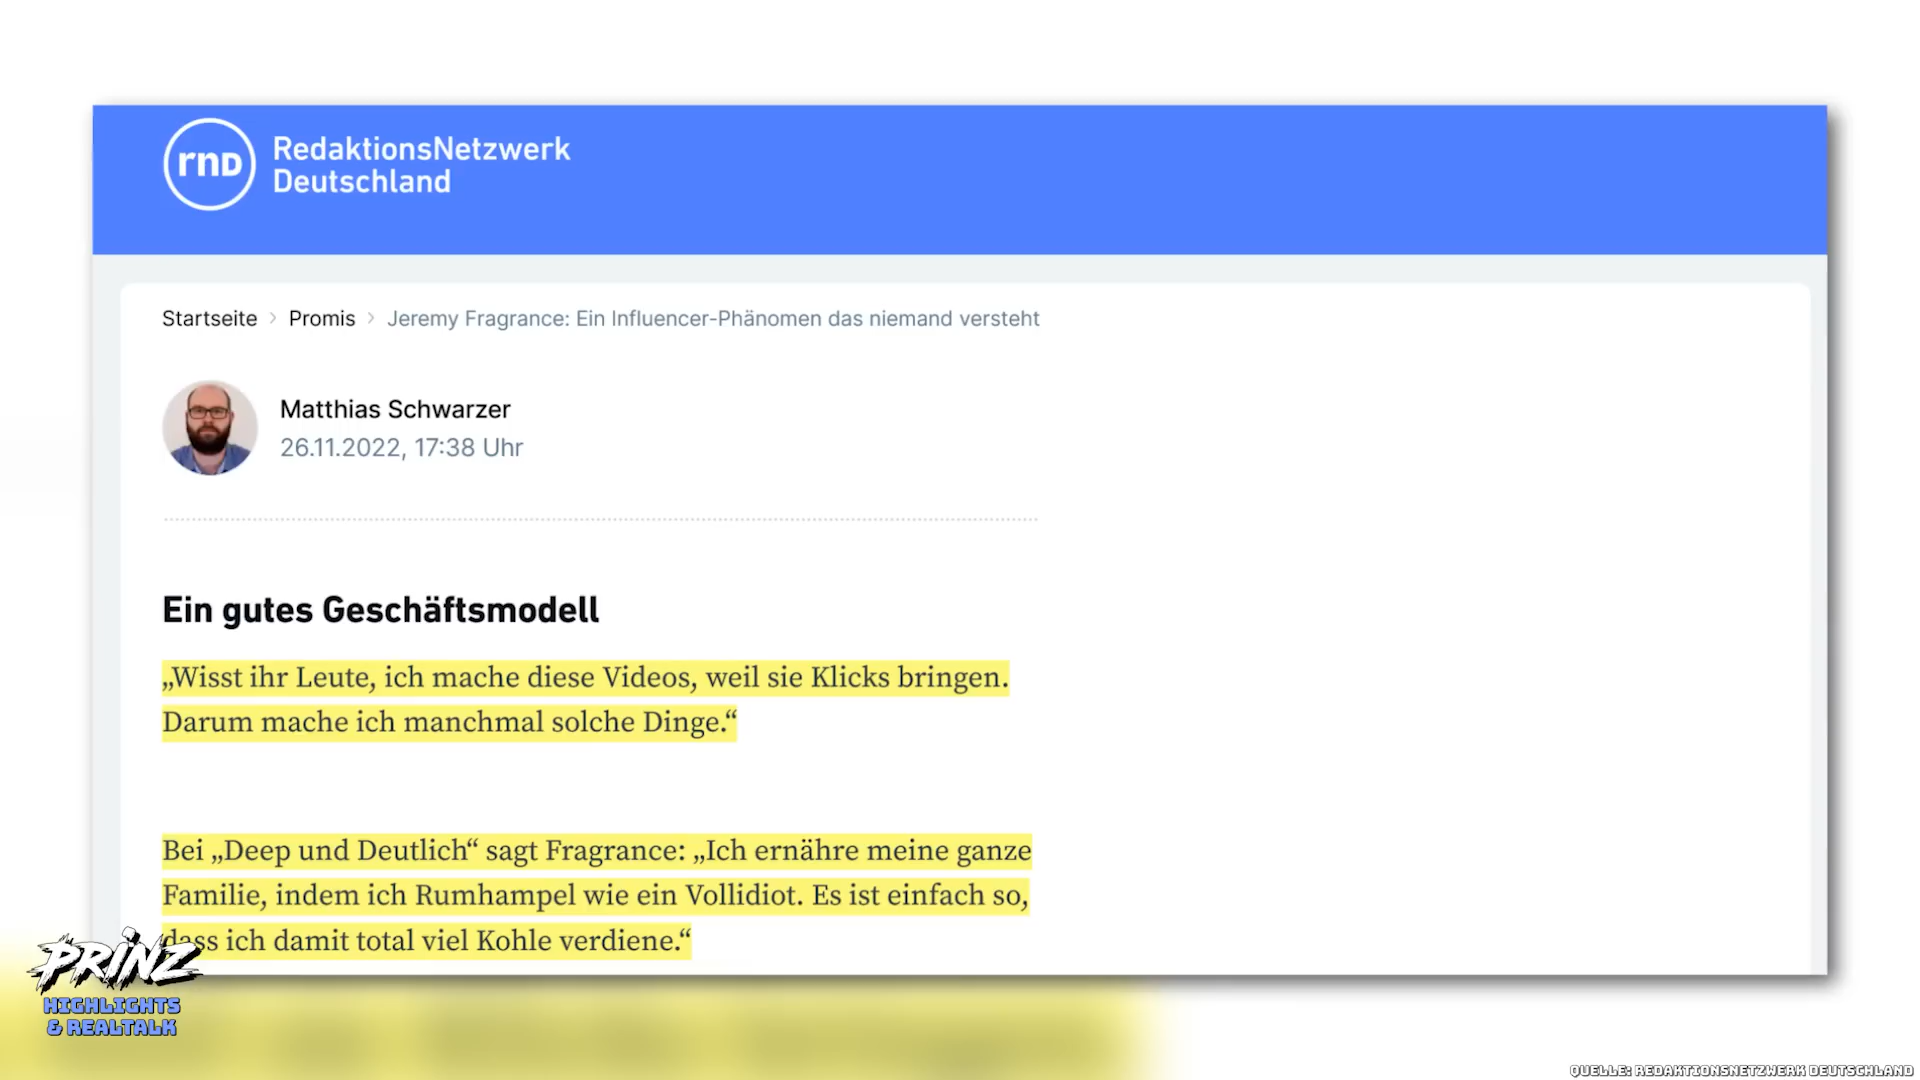 rnD
RedaktionsNetzwerk
Deutschland
Startseite > Promis > Jeremy Fragrance: Ein Influencer-Phänomen das niemand versteht
Matthias Schwarzer
26.11.2022, 17:38 Uhr
Ein gutes Geschäftsmodell
„Wisst ihr Leute, ich mache diese Videos, weil sie Klicks bringen.
Darum mache ich manchmal solche Dinge.“
Bei „Deep und Deutlich“ sagt Fragrance: „Ich ernähre meine ganze
Familie, indem ich Rumhampel wie ein Vollidiot. Es ist einfach so,
dass ich damit total viel Kohle verdiene.“
PRINZ
HIGHLIGHTS
& REALTALK
QUELLE: REDAKTIONSNETZWERK DEUTSCHLAND